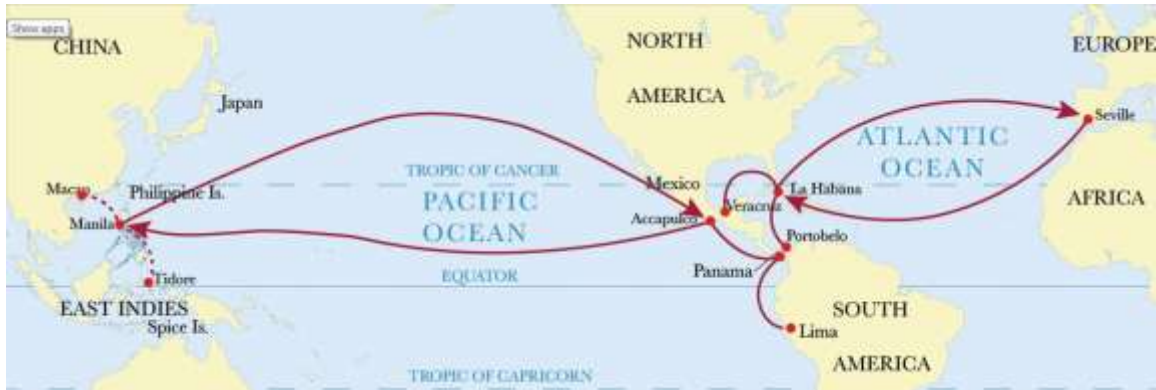 Show apps
CHINA
NORTH
AMERICA
EUROPE
Japan
Seville
ATLANTIC
OCEAN
TROPIC OF CANCER
Macao
Philippine Is.
Mexico
La Habana
AFRICA
PACIFIC
OCEAN
Manila
Accapulco
Veracruz
Portobelo
Panama
EQUATOR
Tidore
EAST INDIES
Spice Is.
SOUTH
AMERICA
Lima
TROPIC OF CAPRICORN